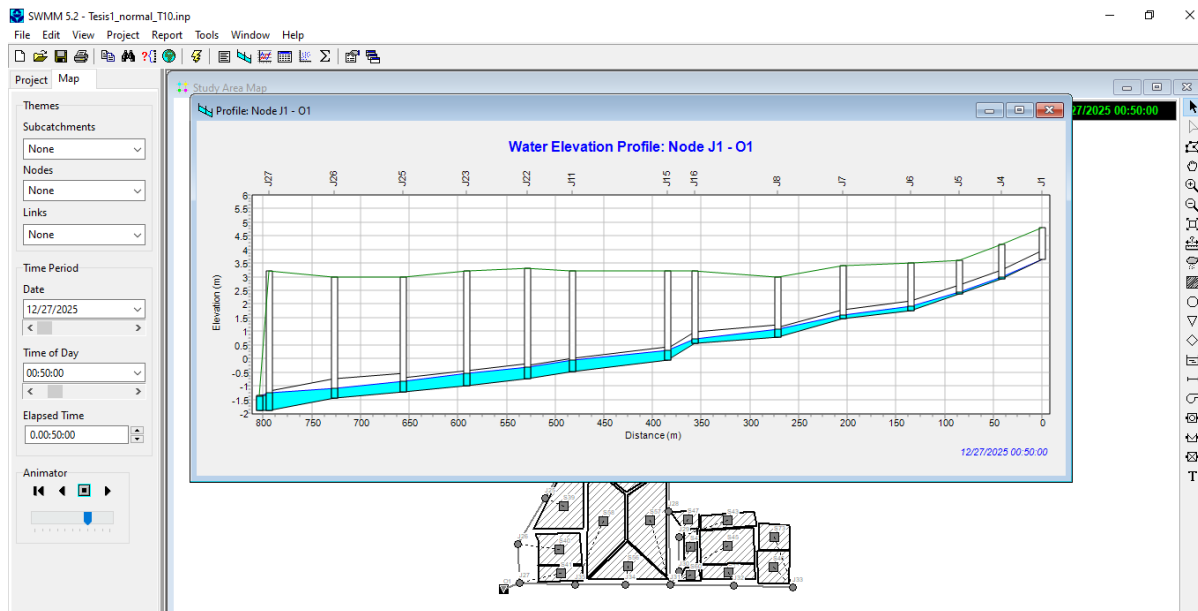 SWMM 5.2 - Tesis1_normal_T10.inp
File Edit View Project Report Tools Window Help
Project Map
Study Area Map
27/2025 00:50:00
Themes
Subcatchments
None
Nodes
None
Links
None
Time Period
Date
12/27/2025
Time of Day
00:50:00
Elapsed Time
0.00:50:00
Animator
Profile: Node J1 - O1
Water Elevation Profile: Node J1 - O1
J27 J26 J25 J23 J22 J11 J15 J16 J8 J7 J6 J5 J4 J1
6
5.5
5
4.5
4
3.5
3
2.5
2
1.5
1
0.5
0
-0.5
-1
-1.5
-2
Elevation (m)
800 750 700 650 600 550 500 450 400 350 300 250 200 150 100 50 0
Distance (m)
12/27/2025 00:50:00
T
J28
J26
J27
J32
J33
O1